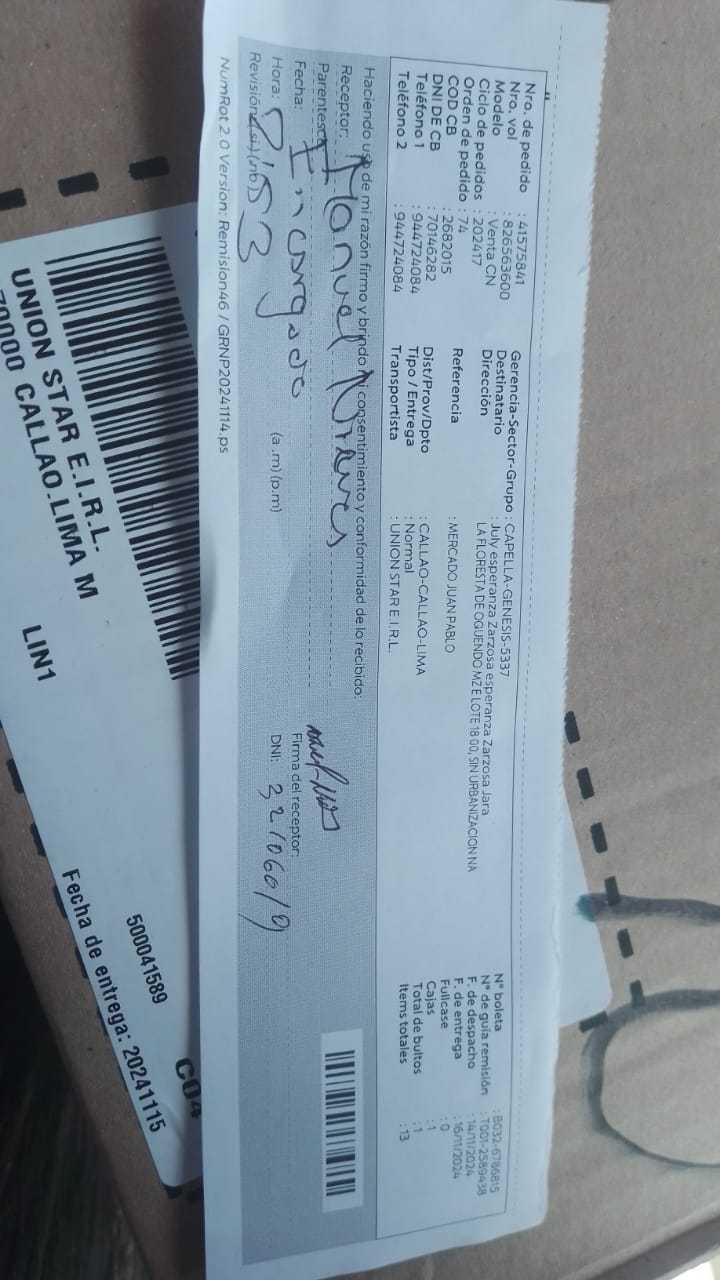 Nro. de pedido : 41575841
Nro. vol : 826563600
Modelo : Venta CN
Ciclo de pedidos : 202417
Orden de pedido : 74
COD CB : 2682015
DNI DE CB : 70146282
Teléfono 1 : 944724084
Teléfono 2 : 944724084
Gerencia-Sector-Grupo : CAPELLA-GENESIS-5337
Destinatario : July esperanza Zarzosa esperanza Zarzosa Jara
Dirección : LA FLORESTA DE OQUENDO MZ E LOTE 18 00, SIN URBANIZACION NA
Referencia : MERCADO JUAN PABLO
Dist/Prov/Dpto : CALLAO-CALLAO-LIMA
Tipo / Entrega : Normal
Transportista : UNION STAR E.I.R.L.
N° boleta : B032-6786815
N° de guía remisión : T001-2589438
F. de despacho : 14/11/2024
F. de entrega : 16/11/2024
Fullcase : 0
Cajas : 1
Total de bultos : 1
Items totales : 13
Haciendo uso de mi razón firmo y brindo mi consentimiento y conformidad de lo recibido:
Receptor: Manuel
Parentesco:
Fecha: Encargado
Hora: (a.m)(p.m)
Revisión:(si)(no)
Firma del receptor:
DNI: 32106019
NumRot 2 0 Version: Remision46 / GRNP20241114.ps
UNION STAR E.I.R.L.
CALLAO.LIMA M
LIN1
500041589
Fecha de entrega: 20241115